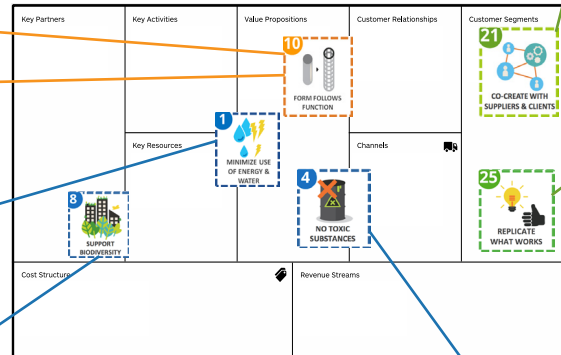 Key Partners
Key Activities
Value Propositions
Customer Relationships
Customer Segments
10
FORM FOLLOWS
FUNCTION
21
CO-CREATE WITH
SUPPLIERS & CLIENTS
1
MINIMIZE USE
OF ENERGY &
WATER
Key Resources
Channels
8
SUPPORT
BIODIVERSITY
4
NO TOXIC
SUBSTANCES
25
REPLICATE
WHAT WORKS
Cost Structure
Revenue Streams